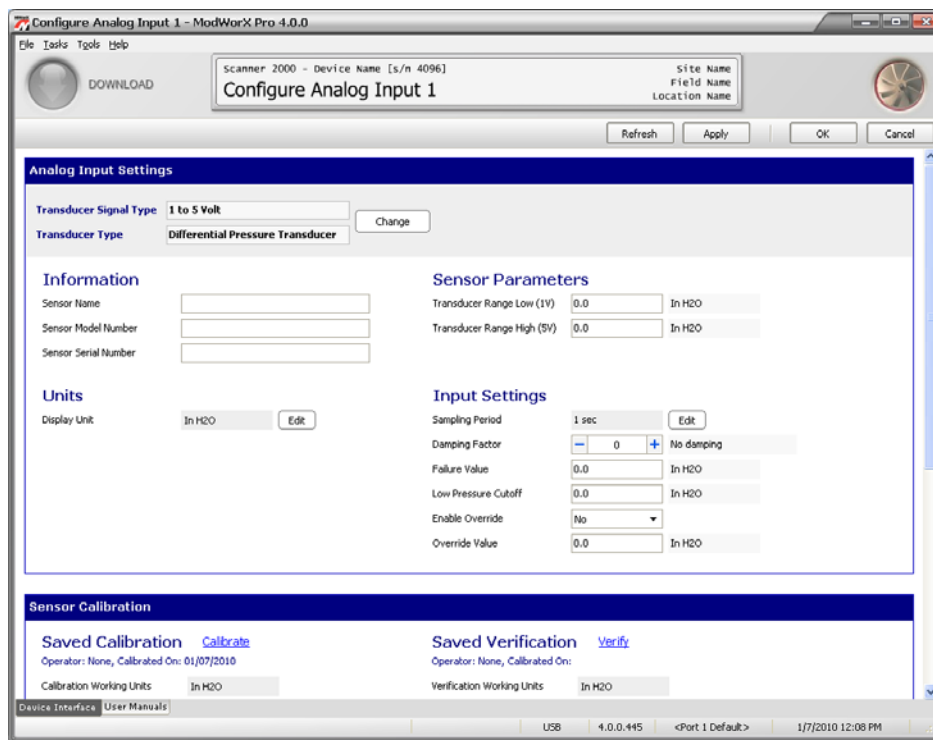 Configure Analog Input 1 - ModWorX Pro 4.0.0
File Tasks Tools Help
DOWNLOAD
Scanner 2000 - Device Name [s/n 4096]
Configure Analog Input 1
Site Name
Field Name
Location Name
Refresh Apply OK Cancel
Analog Input Settings
Transducer Signal Type 1 to 5 Volt
Transducer Type Differential Pressure Transducer
Change
Information
Sensor Name
Sensor Model Number
Sensor Serial Number
Sensor Parameters
Transducer Range Low (1V) 0.0 In H2O
Transducer Range High (5V) 0.0 In H2O
Units
Display Unit In H2O Edit
Input Settings
Sampling Period 1 sec Edit
Damping Factor − 0 + No damping
Failure Value 0.0 In H2O
Low Pressure Cutoff 0.0 In H2O
Enable Override No
Override Value 0.0 In H2O
Sensor Calibration
Saved Calibration Calibrate
Operator: None, Calibrated On: 01/07/2010
Calibration Working Units In H2O
Saved Verification Verify
Operator: None, Calibrated On:
Verification Working Units In H2O
Device Interface User Manuals
USB 4.0.0.445 <Port 1 Default> 1/7/2010 12:08 PM